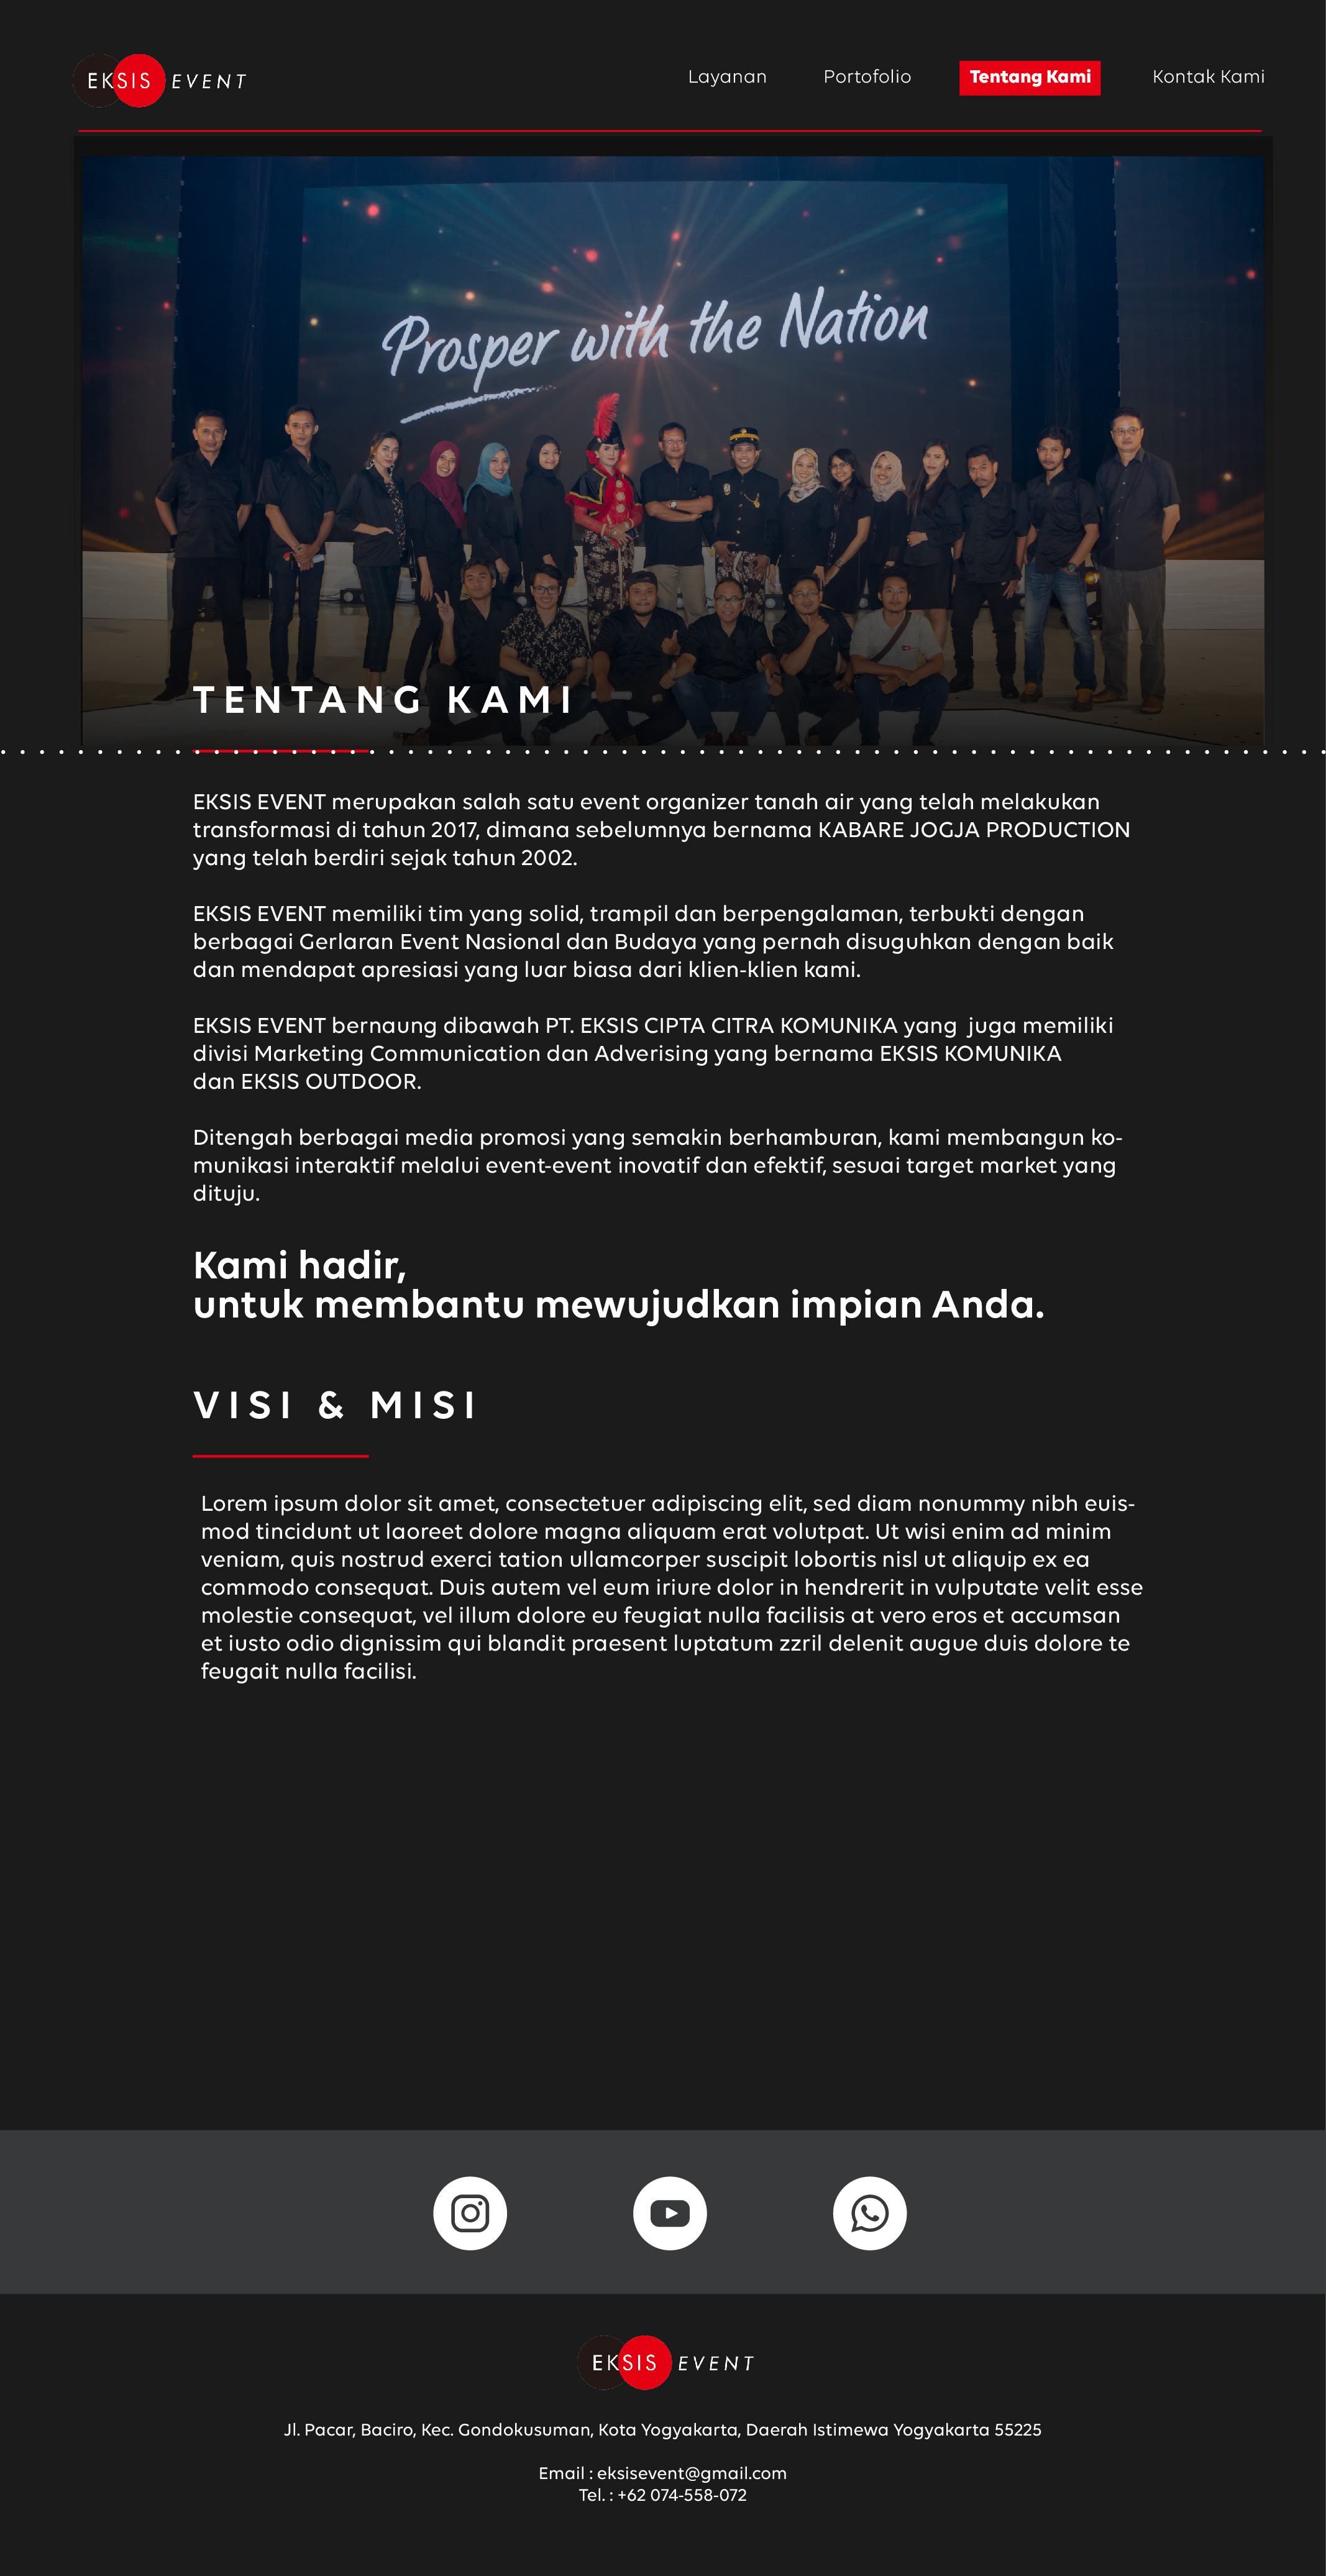 EKSIS EVENT
Layanan
Portofolio
Tentang Kami
Kontak Kami
Prosper with the Nation
TENTANG KAMI
EKSIS EVENT merupakan salah satu event organizer tanah air yang telah melakukan
transformasi di tahun 2017, dimana sebelumnya bernama KABARE JOGJA PRODUCTION
yang telah berdiri sejak tahun 2002.
EKSIS EVENT memiliki tim yang solid, trampil dan berpengalaman, terbukti dengan
berbagai Gerlaran Event Nasional dan Budaya yang pernah disuguhkan dengan baik
dan mendapat apresiasi yang luar biasa dari klien-klien kami.
EKSIS EVENT bernaung dibawah PT. EKSIS CIPTA CITRA KOMUNIKA yang  juga memiliki
divisi Marketing Communication dan Adverising yang bernama EKSIS KOMUNIKA
dan EKSIS OUTDOOR.
Ditengah berbagai media promosi yang semakin berhamburan, kami membangun ko-
munikasi interaktif melalui event-event inovatif dan efektif, sesuai target market yang
dituju.
Kami hadir,
untuk membantu mewujudkan impian Anda.
VISI & MISI
Lorem ipsum dolor sit amet, consectetuer adipiscing elit, sed diam nonummy nibh euis-
mod tincidunt ut laoreet dolore magna aliquam erat volutpat. Ut wisi enim ad minim
veniam, quis nostrud exerci tation ullamcorper suscipit lobortis nisl ut aliquip ex ea
commodo consequat. Duis autem vel eum iriure dolor in hendrerit in vulputate velit esse
molestie consequat, vel illum dolore eu feugiat nulla facilisis at vero eros et accumsan
et iusto odio dignissim qui blandit praesent luptatum zzril delenit augue duis dolore te
feugait nulla facilisi.
EKSIS EVENT
Jl. Pacar, Baciro, Kec. Gondokusuman, Kota Yogyakarta, Daerah Istimewa Yogyakarta 55225
Email : eksisevent@gmail.com
Tel. : +62 074-558-072